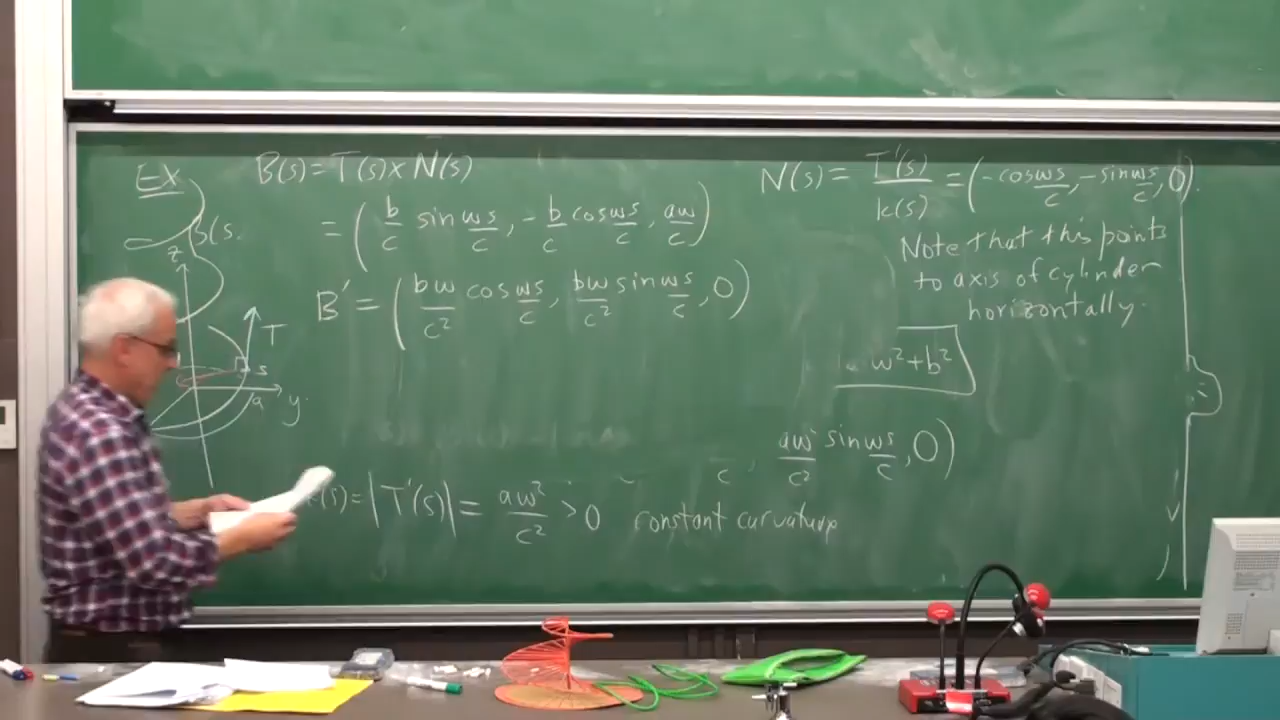 EX
B(s) = T(s) × N(s)
= (b/c sin ws/c, -b/c cos ws/c, aw/c)
B' = (bw/c² cos ws/c, bw/c² sin ws/c, 0)
z
T
s
a
y
N(s) = T'(s)/k(s) = (-cos ws/c, -sin ws/c, 0).
Note that this points
to axis of cylinder
horizontally.
w² + b²
aw²/c² sin ws/c, 0)
k(s) = |T'(s)| = aw²/c² > 0 constant curvature